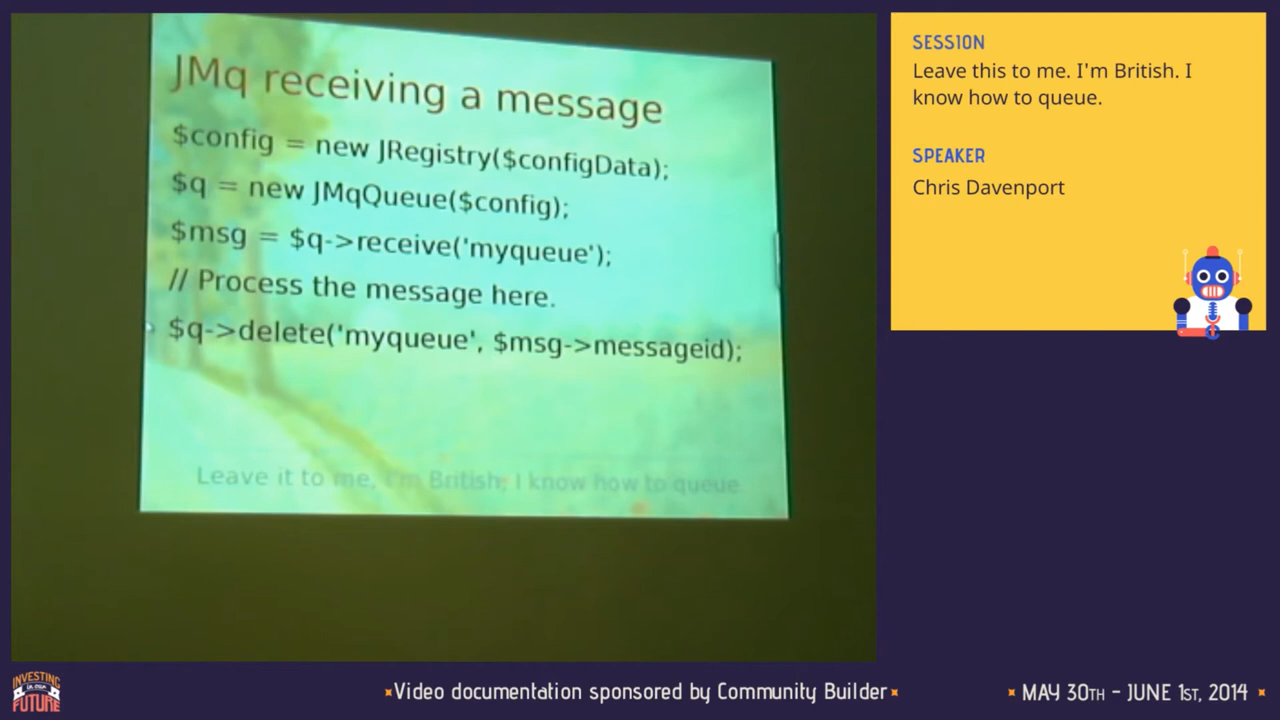 JMq receiving a message
$config = new JRegistry($configData);
$q = new JMqQueue($config);
$msg = $q->receive('myqueue');
// Process the message here.
$q->delete('myqueue', $msg->messageid);
Leave it to me, I'm British, I know how to queue
SESSION
Leave this to me. I'm British. I
know how to queue.
SPEAKER
Chris Davenport
INVESTING
IN OUR
FUTURE
Video documentation sponsored by Community Builder
MAY 30TH - JUNE 1ST, 2014